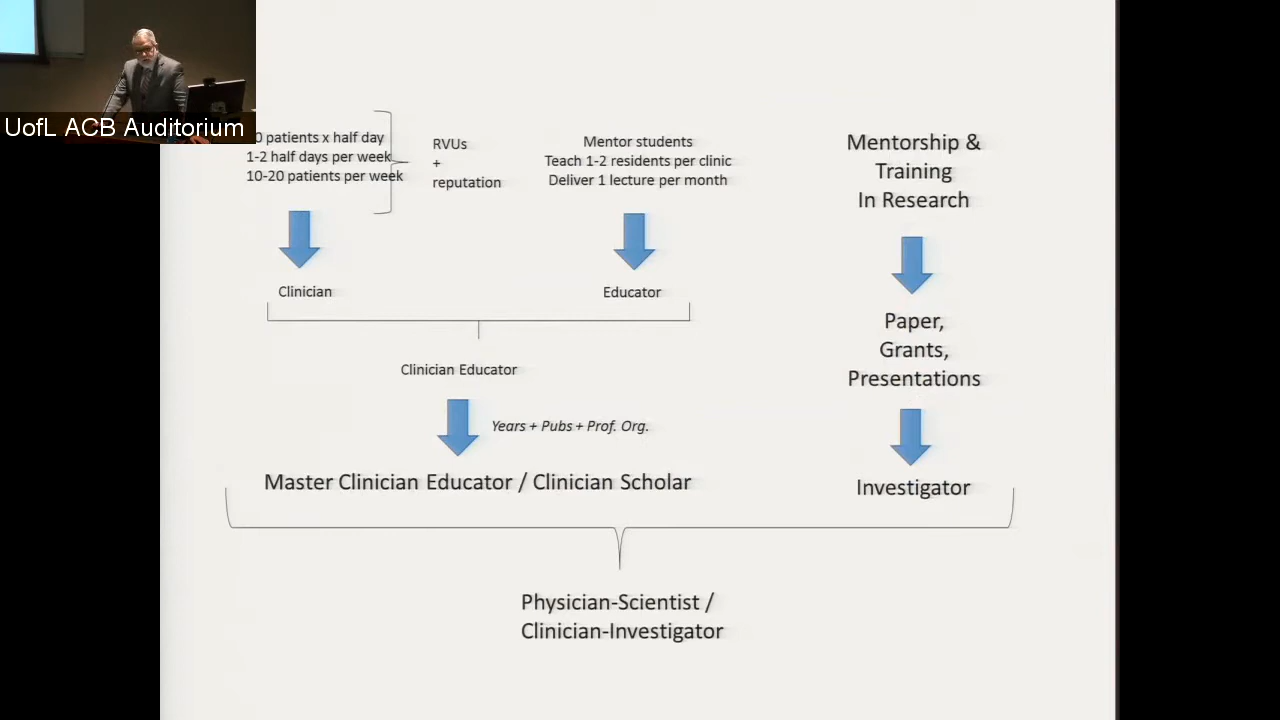 UofL ACB Auditorium
0 patients x half day
1-2 half days per week
10-20 patients per week
RVUs
+
reputation
Mentor students
Teach 1-2 residents per clinic
Deliver 1 lecture per month
Mentorship &
Training
In Research
Clinician
Educator
Paper,
Grants,
Presentations
Clinician Educator
Years + Pubs + Prof. Org.
Master Clinician Educator / Clinician Scholar
Investigator
Physician-Scientist /
Clinician-Investigator